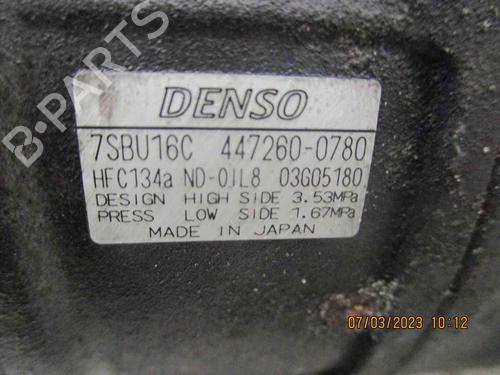 DENSO
7SBU16C 447260-0780
HFC134a ND-OIL8 03G05180
DESIGN HIGH SIDE 3.53MPa
PRESS LOW SIDE 1.67MPa
MADE IN JAPAN
B-PARTS
07/03/2023 10:12